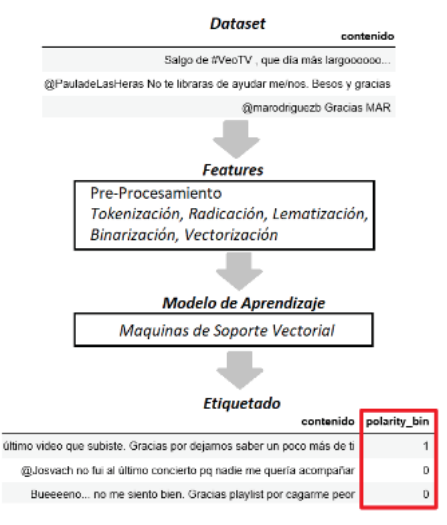 Dataset
contenido
Salgo de #VeoTV , que día más largoooooo...
@PauladeLasHeras No te libraras de ayudar me/nos. Besos y gracias
@marodriguezb Gracias MAR
Features
Pre-Procesamiento
Tokenización, Radicación, Lematización,
Binarización, Vectorización
Modelo de Aprendizaje
Maquinas de Soporte Vectorial
Etiquetado
contenido polarity_bin
último video que subiste. Gracias por dejarnos saber un poco más de ti 1
@Josvach no fui al último concierto pq nadie me quería acompañar 0
Bueeeeno... no me siento bien. Gracias playlist por cagarme peor 0